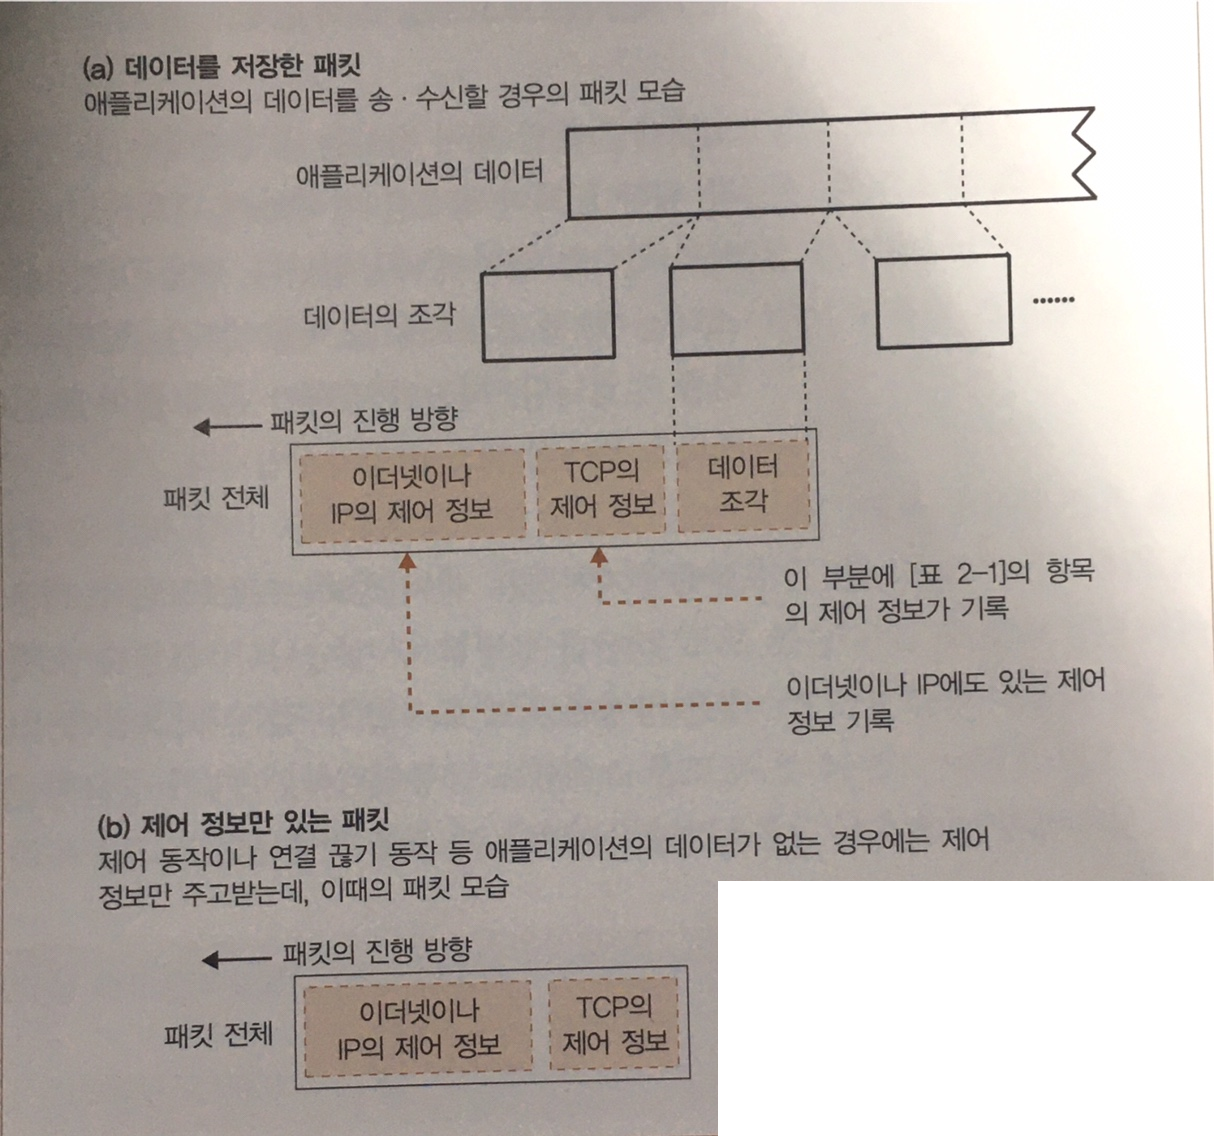 (a) 데이터를 저장한 패킷
애플리케이션의 데이터를 송 · 수신할 경우의 패킷 모습
애플리케이션의 데이터
데이터의 조각
······
패킷의 진행 방향
패킷 전체
이더넷이나
IP의 제어 정보
TCP의
제어 정보
데이터
조각
이 부분에 [표 2-1]의 항목
의 제어 정보가 기록
이더넷이나 IP에도 있는 제어
정보 기록
(b) 제어 정보만 있는 패킷
제어 동작이나 연결 끊기 동작 등 애플리케이션의 데이터가 없는 경우에는 제어
정보만 주고받는데, 이때의 패킷 모습
패킷의 진행 방향
패킷 전체
이더넷이나
IP의 제어 정보
TCP의
제어 정보